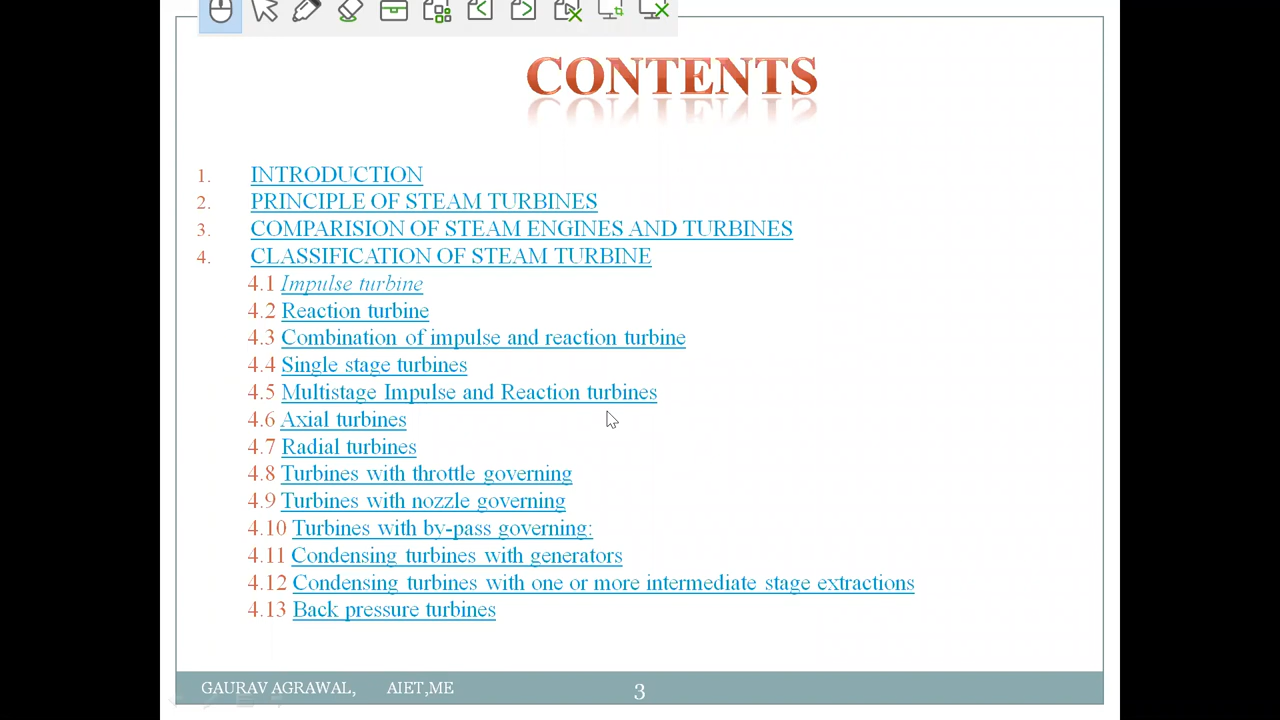 CONTENTS
1. INTRODUCTION
2. PRINCIPLE OF STEAM TURBINES
3. COMPARISION OF STEAM ENGINES AND TURBINES
4. CLASSIFICATION OF STEAM TURBINE
4.1 Impulse turbine
4.2 Reaction turbine
4.3 Combination of impulse and reaction turbine
4.4 Single stage turbines
4.5 Multistage Impulse and Reaction turbines
4.6 Axial turbines
4.7 Radial turbines
4.8 Turbines with throttle governing
4.9 Turbines with nozzle governing
4.10 Turbines with by-pass governing:
4.11 Condensing turbines with generators
4.12 Condensing turbines with one or more intermediate stage extractions
4.13 Back pressure turbines
GAURAV AGRAWAL, AIET,ME 3